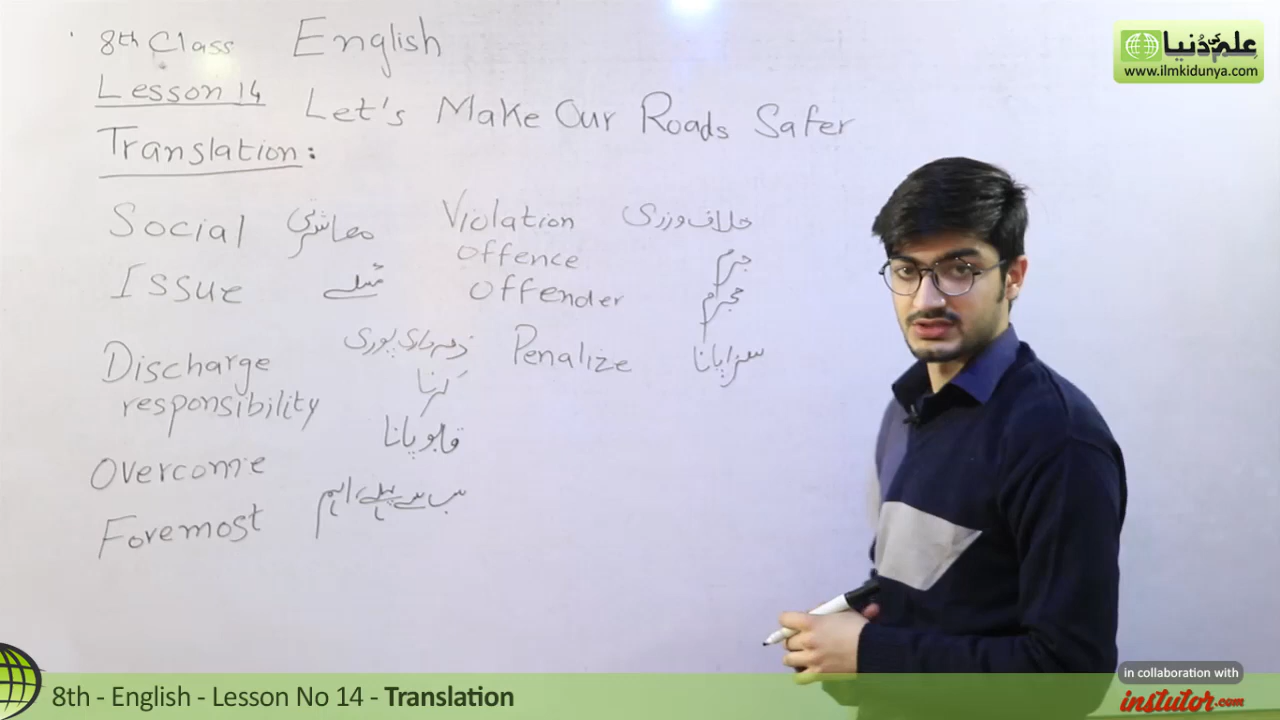 8th Class English
Lesson 14 Let's Make Our Roads Safer
Translation:
Social معاشرتی
Issue مسئلے
Discharge responsibility ذمہ داری پوری کرنا
Overcome قابو پانا
Foremost سب سے پہلے، اہم
Violation خلاف ورزی
offence جرم
offender مجرم
Penalize سزا پانا
علم کی دُنیا
www.ilmkidunya.com
8th - English - Lesson No 14 - Translation
in collaboration with
instutor.com